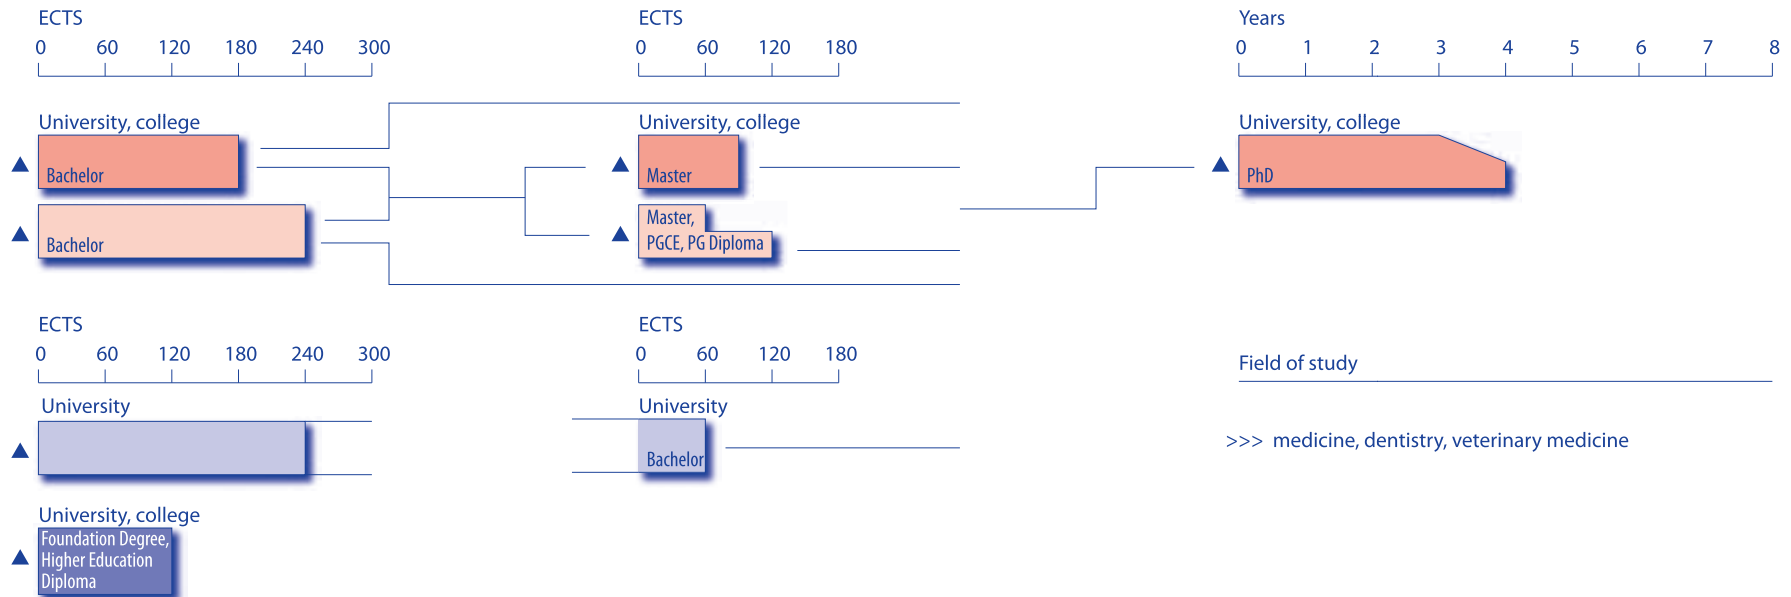 ECTS
0 60 120 180 240 300
University, college
Bachelor
Bachelor
ECTS
0 60 120 180
University, college
Master
Master,
PGCE, PG Diploma
Years
0 1 2 3 4 5 6 7 8
University, college
PhD
ECTS
0 60 120 180 240 300
University
University, college
Foundation Degree,
Higher Education
Diploma
ECTS
0 60 120 180
University
Bachelor
Field of study
>>> medicine, dentistry, veterinary medicine